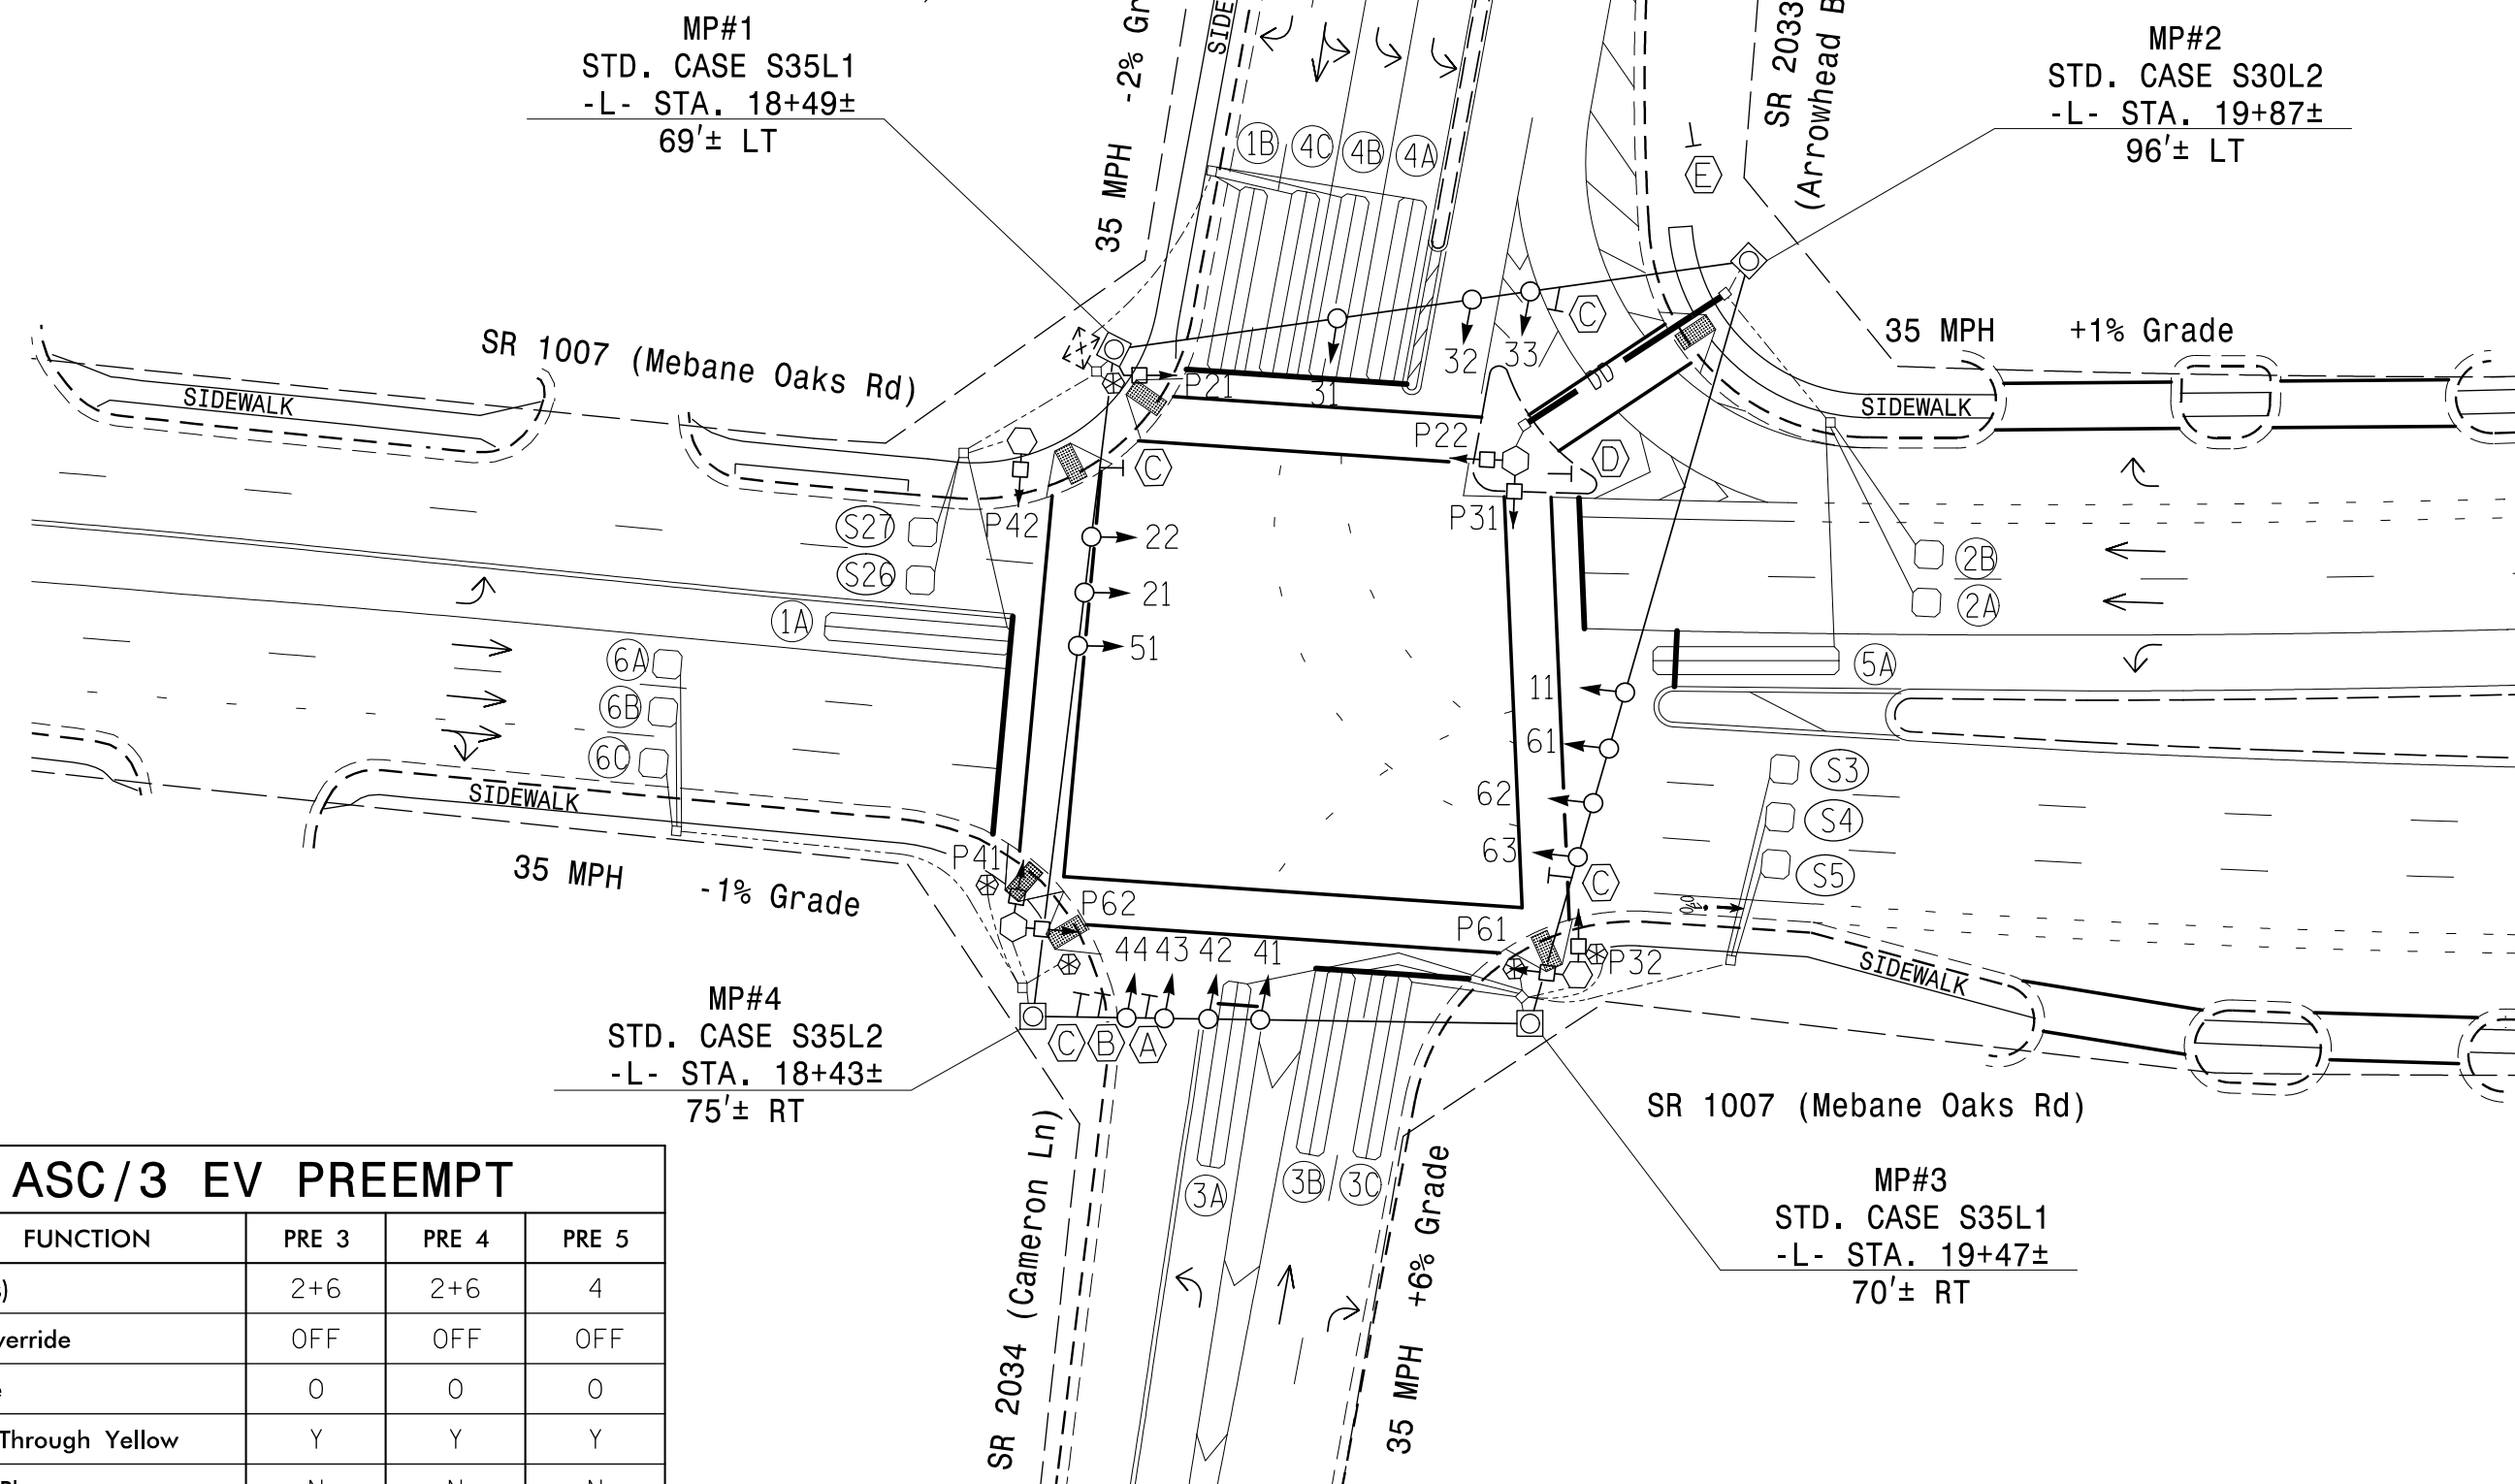 MP#1
STD. CASE S35L1
-L- STA. 18+49±
69'± LT
35 MPH -2%
MP#2
STD. CASE S30L2
-L- STA. 19+87±
96'± LT
SR 2033
(Arrowhead
1B
4C
4B
4A
E
SR 1007 (Mebane Oaks Rd)
SIDEWALK
35 MPH +1% Grade
SIDEWALK
C
32
33
31
P21
P22
C
D
P42
P31
S27
S26
22
21
51
1A
2B
2A
6A
6B
6C
5A
11
61
62
63
S3
S4
S5
C
SIDEWALK
35 MPH -1% Grade
P41
P62
P61
P32
44
43
42
41
SIDEWALK
C
B
A
MP#4
STD. CASE S35L2
-L- STA. 18+43±
75'± RT
SR 1007 (Mebane Oaks Rd)
3A
3B
3C
SR 2034 (Cameron Ln)
35 MPH +6% Grade
MP#3
STD. CASE S35L1
-L- STA. 19+47±
70'± RT
ASC/3 EV PREEMPT
FUNCTION PRE 3 PRE 4 PRE 5
2+6 2+6 4
OFF OFF OFF
0 0 0
Through Yellow Y Y Y